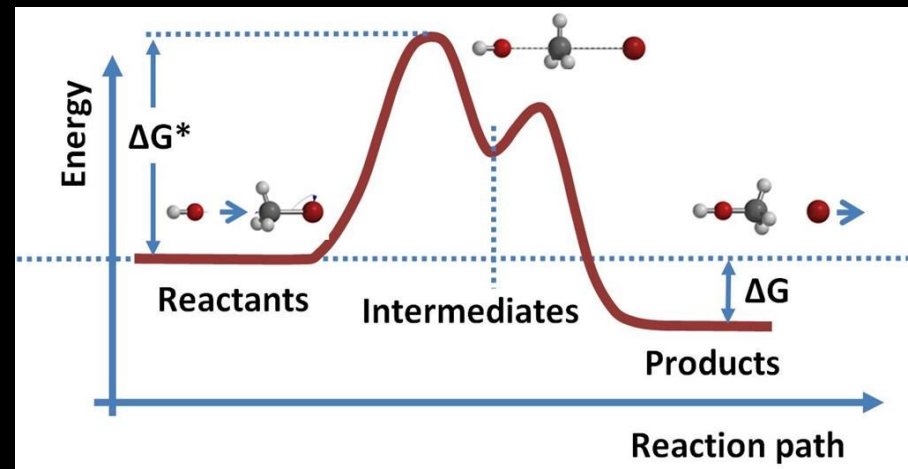 Energy
ΔG*
Reactants
Intermediates
ΔG
Products
Reaction path